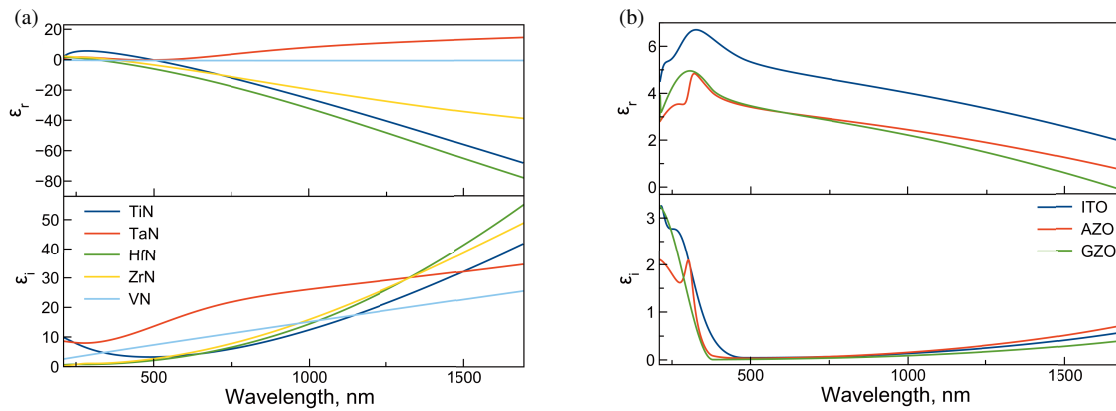 (a)
20
0
−20
−40
−60
−80
εr
50
40
30
20
10
0
εi
TiN
TaN
HfN
ZrN
VN
500
1000
1500
Wavelength, nm
(b)
6
4
2
0
εr
3
2
1
0
εi
ITO
AZO
GZO
500
1000
1500
Wavelength, nm